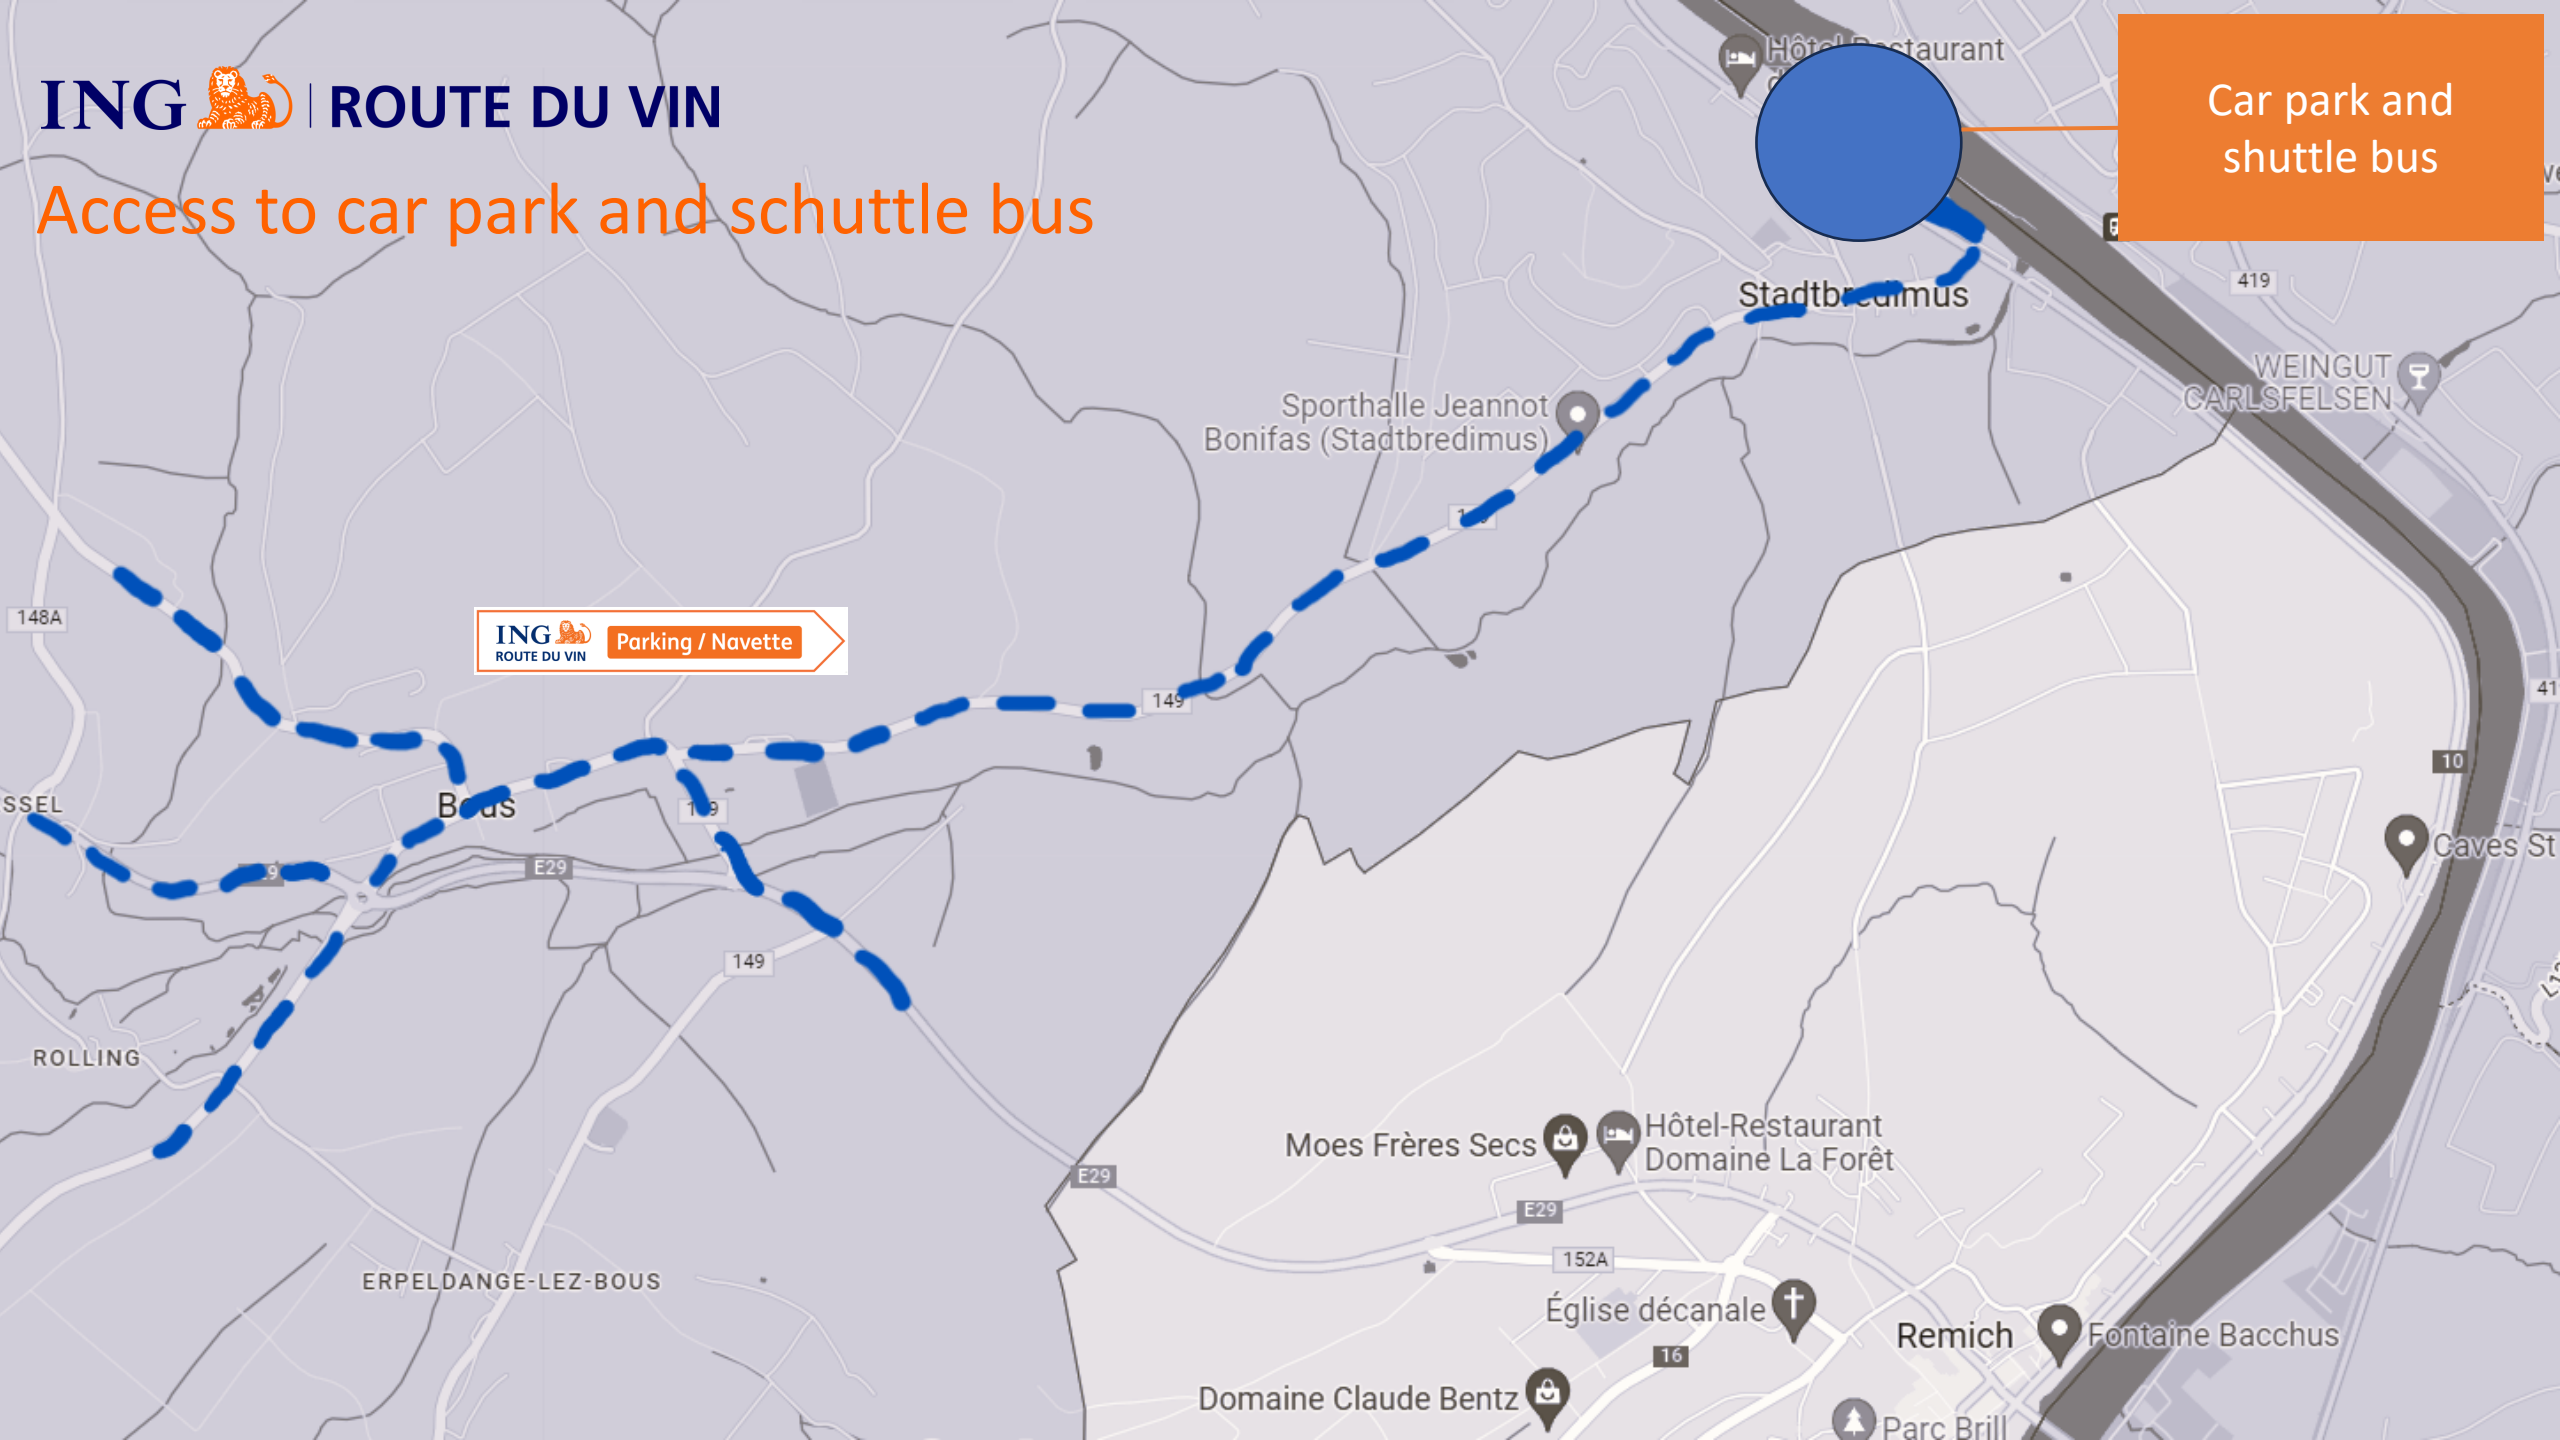 ING ROUTE DU VIN
Access to car park and schuttle bus
Car park and
shuttle bus
Hôtel Restaurant
Stadtbredimus
419
WEINGUT
CARLSFELSEN
Sporthalle Jeannot
Bonifas (Stadtbredimus)
148A
ING
ROUTE DU VIN
Parking / Navette
149
10
SSEL
Bous
E29
Caves St
149
ROLLING
Moes Frères Secs
Hôtel-Restaurant
Domaine La Forêt
E29
E29
152A
ERPELDANGE-LEZ-BOUS
Église décanale
Remich
Fontaine Bacchus
16
Domaine Claude Bentz
Parc Brill